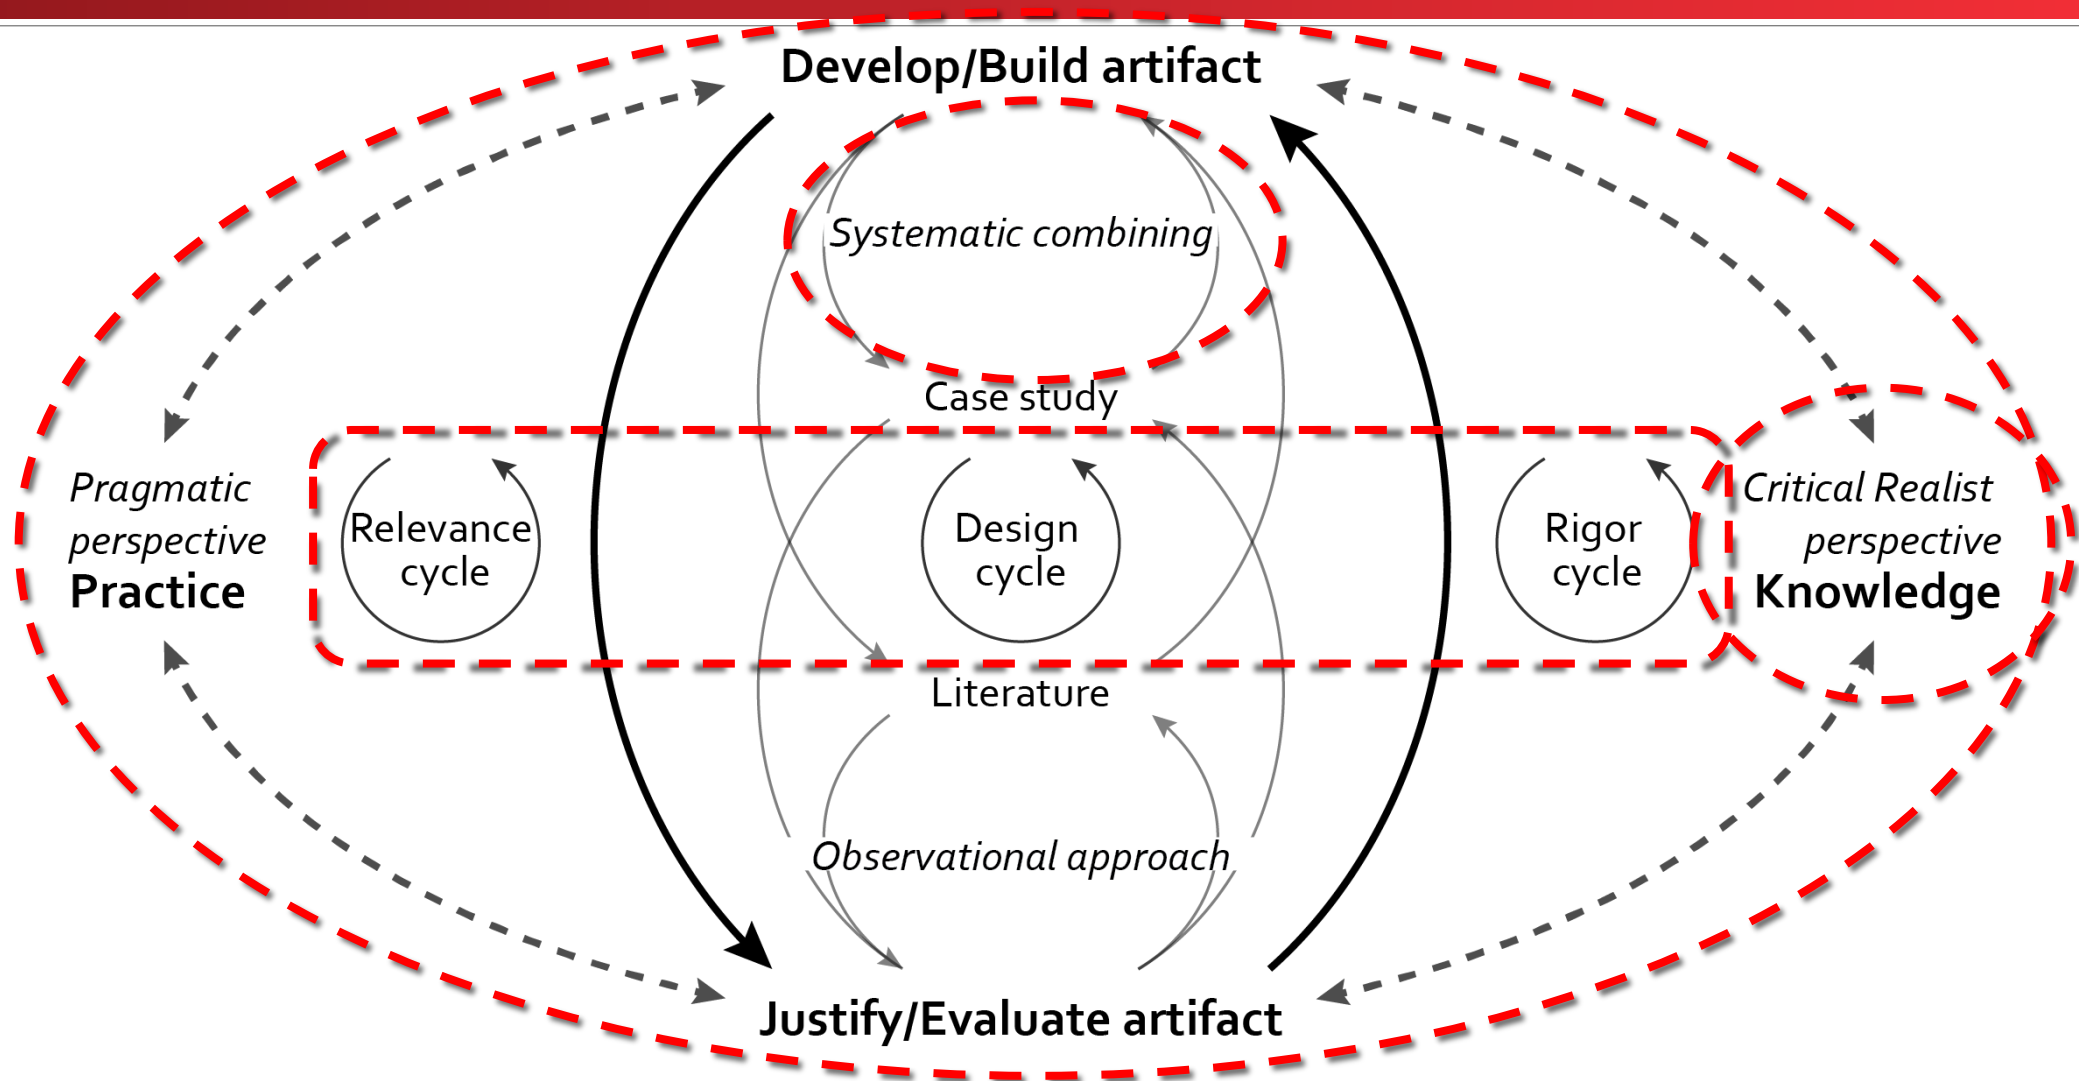 Develop/Build artifact
Systematic combining
Case study
Pragmatic
perspective
Practice
Relevance
cycle
Design
cycle
Rigor
cycle
Critical Realist
perspective
Knowledge
Literature
Observational approach
Justify/Evaluate artifact